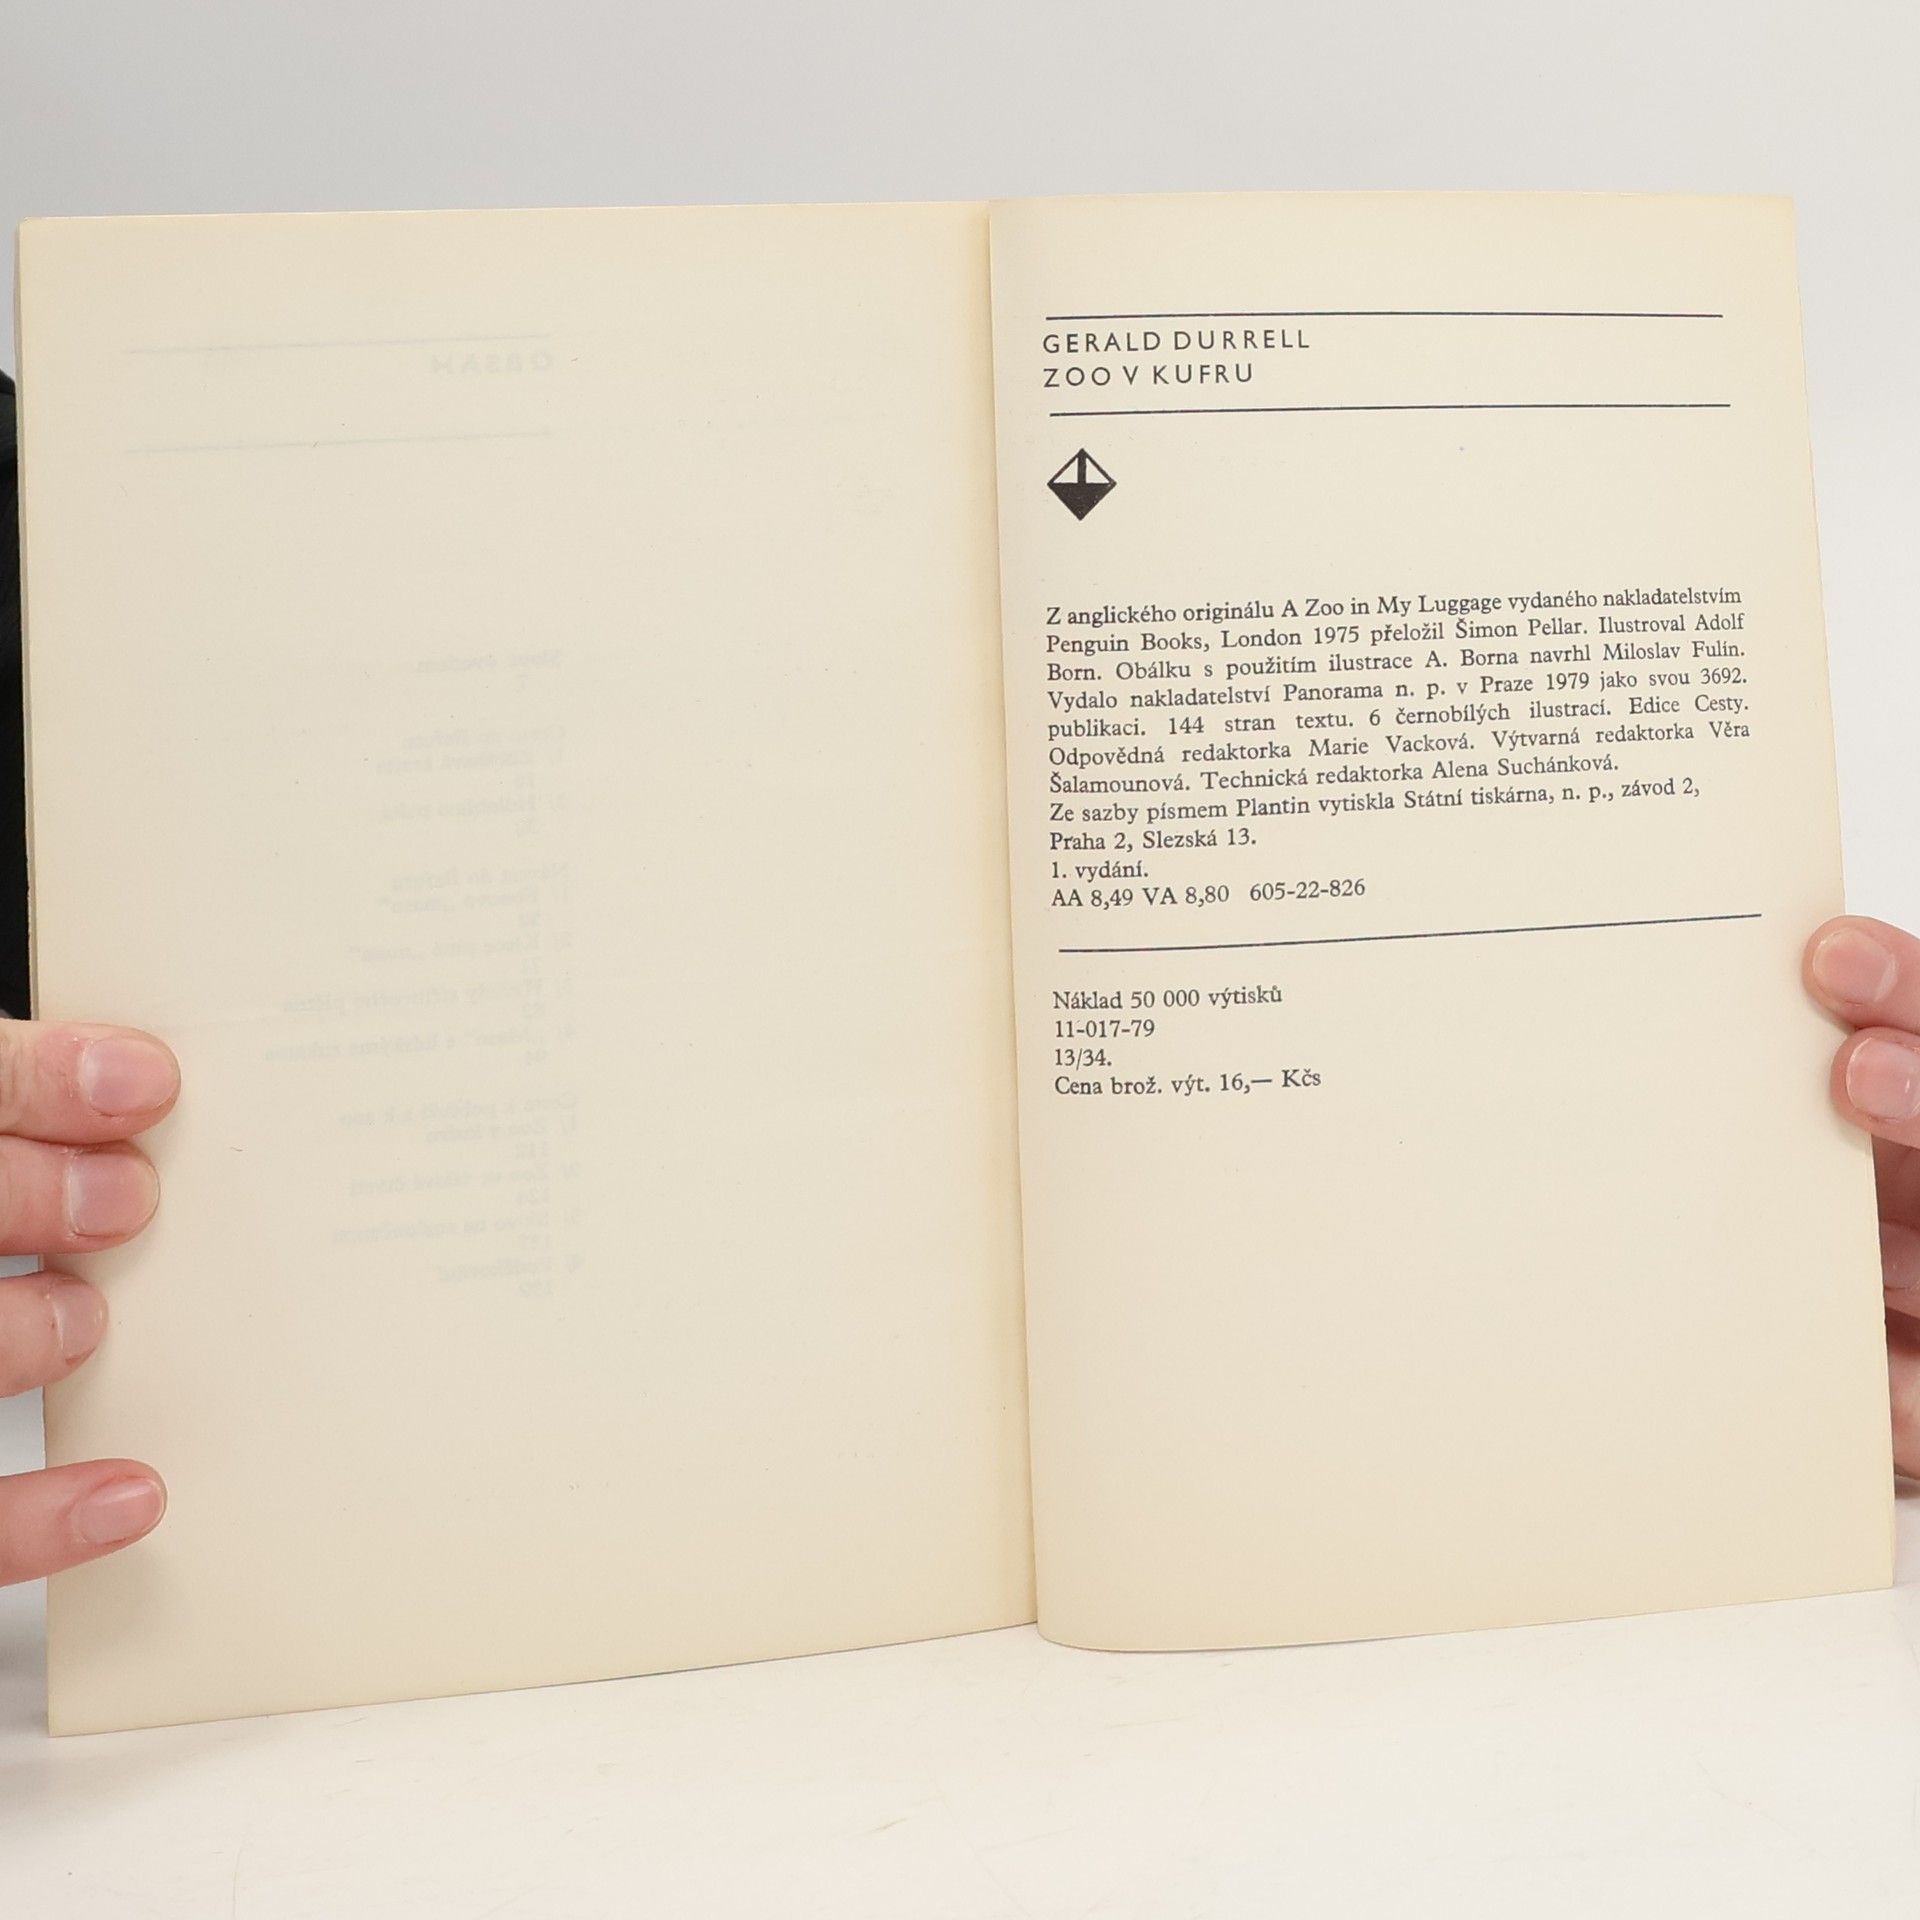 GERALD DURRELL
ZOO V KUFRU
Z anglického originálu A Zoo in My Luggage vydaného nakladatelstvím
Penguin Books, London 1975 přeložil Šimon Pellar. Ilustroval Adolf
Born. Obálku s použitím ilustrace A. Borna navrhl Miloslav Fulín.
Vydalo nakladatelství Panorama n. p. v Praze 1979 jako svou 3692.
publikaci. 144 stran textu. 6 černobílých ilustrací. Edice Cesty.
Odpovědná redaktorka Marie Vacková. Výtvarná redaktorka Věra
Šalamounová. Technická redaktorka Alena Suchánková.
Ze sazby písmem Plantin vytiskla Státní tiskárna, n. p., závod 2,
Praha 2, Slezská 13.
1. vydání.
AA 8,49 VA 8,80 605-22-826
Náklad 50 000 výtisků
11-017-79
13/34.
Cena brož. výt. 16,— Kčs